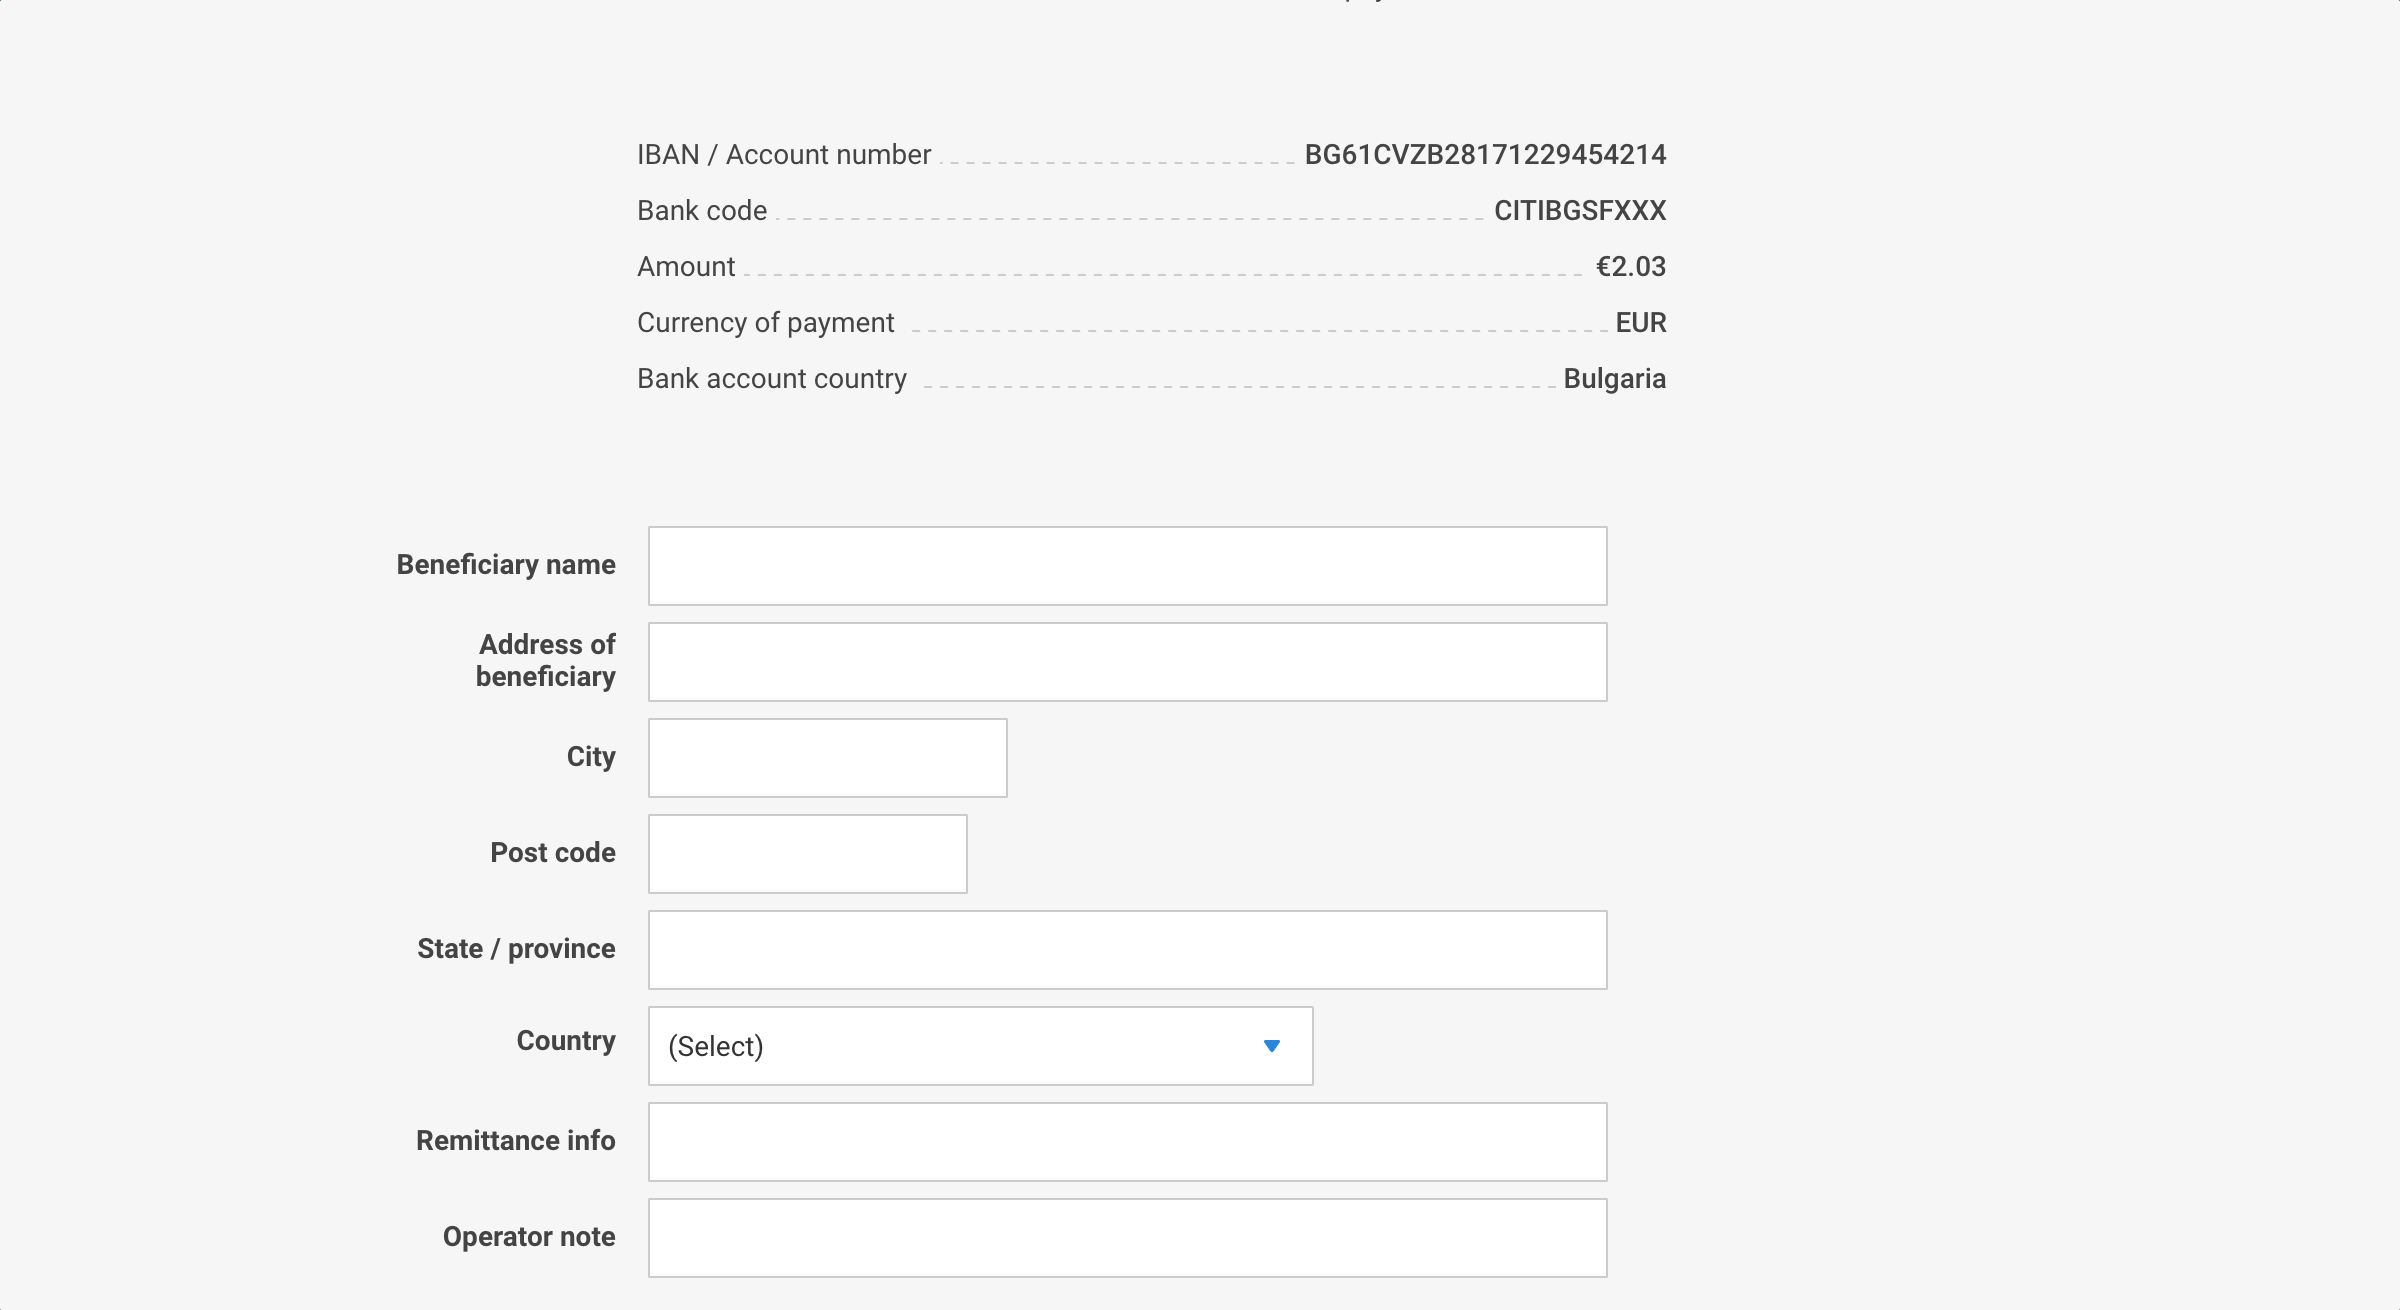 IBAN / Account number BG61CVZB28171229454214
Bank code CITIBGSFXXX
Amount €2.03
Currency of payment EUR
Bank account country Bulgaria
Beneficiary name
Address of
beneficiary
City
Post code
State / province
Country (Select)
Remittance info
Operator note